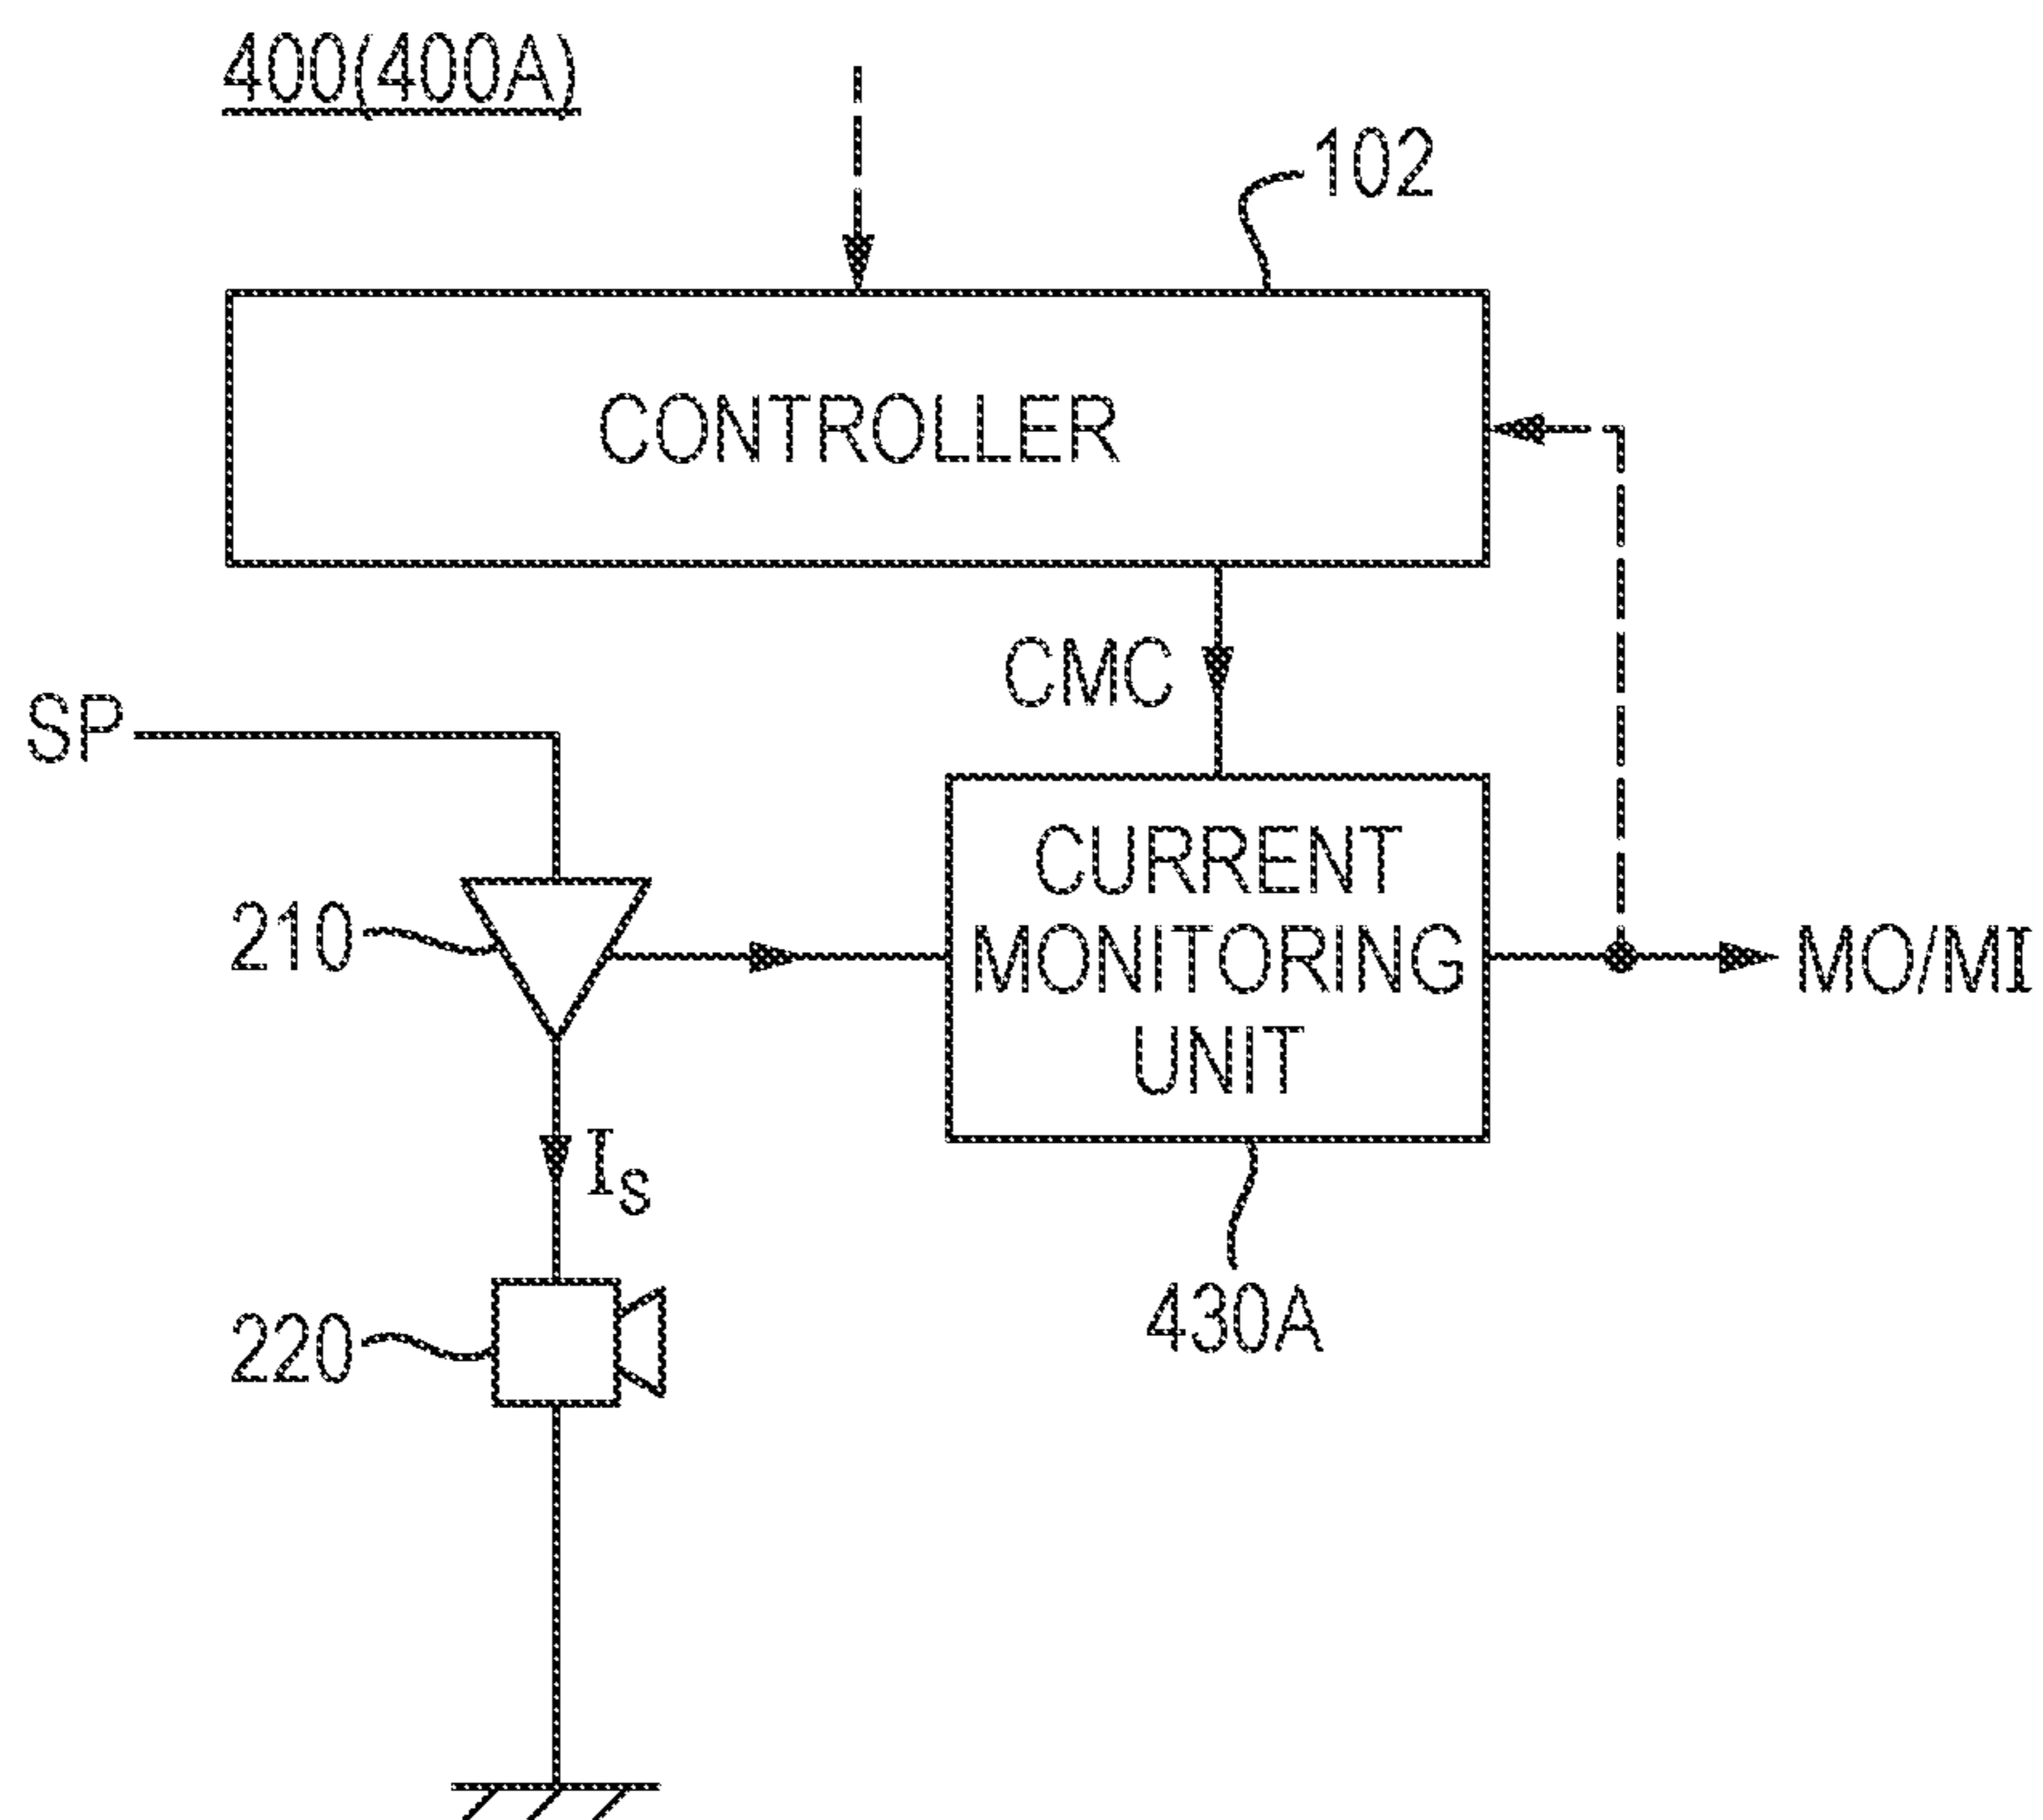 400(400A)
102
CONTROLLER
CMC
SP
CURRENT
MONITORING
UNIT
210
MO/MI
IS
220
430A